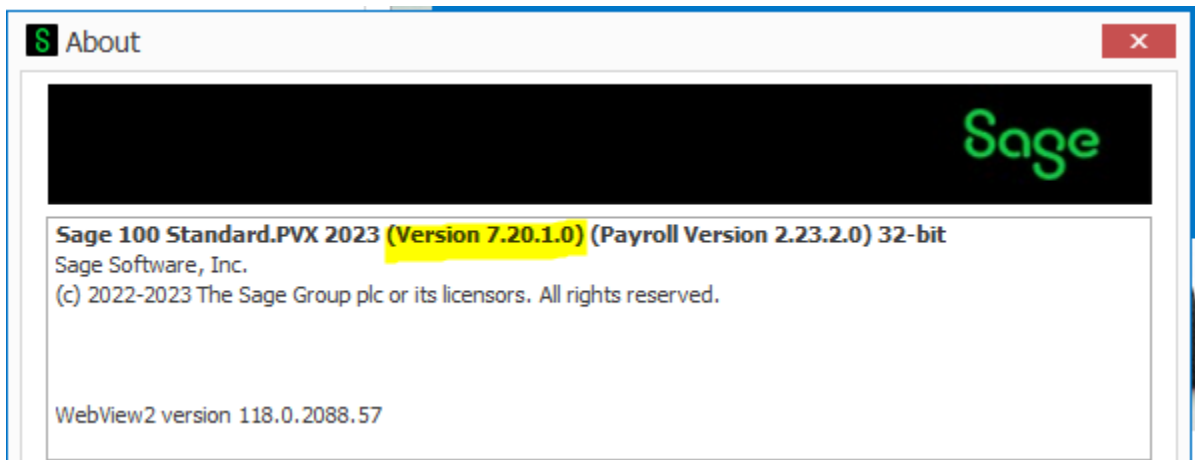 S About
Sage
Sage 100 Standard.PVX 2023 (Version 7.20.1.0) (Payroll Version 2.23.2.0) 32-bit
Sage Software, Inc.
(c) 2022-2023 The Sage Group plc or its licensors. All rights reserved.
WebView2 version 118.0.2088.57